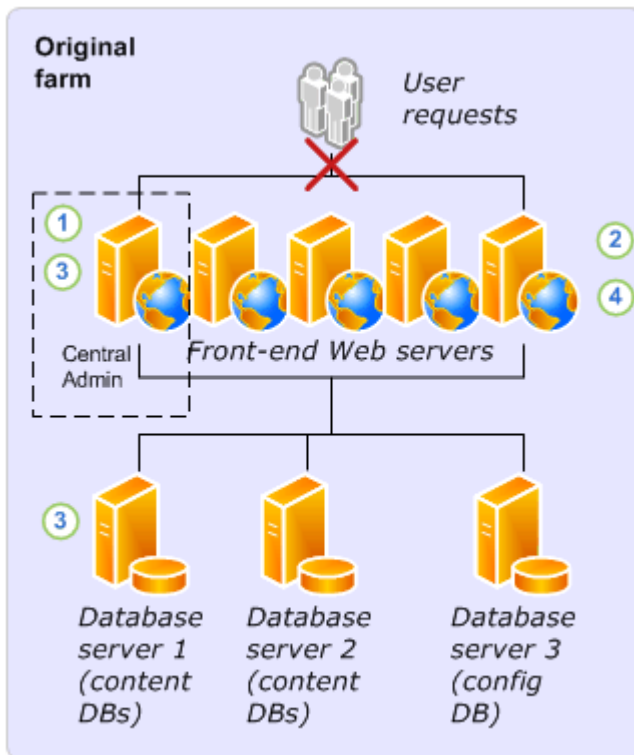 Original
farm
User
requests
1
3
2
4
Central
Admin
Front-end Web servers
3
Database
server 1
(content
DBs)
Database
server 2
(content
DBs)
Database
server 3
(config
DB)